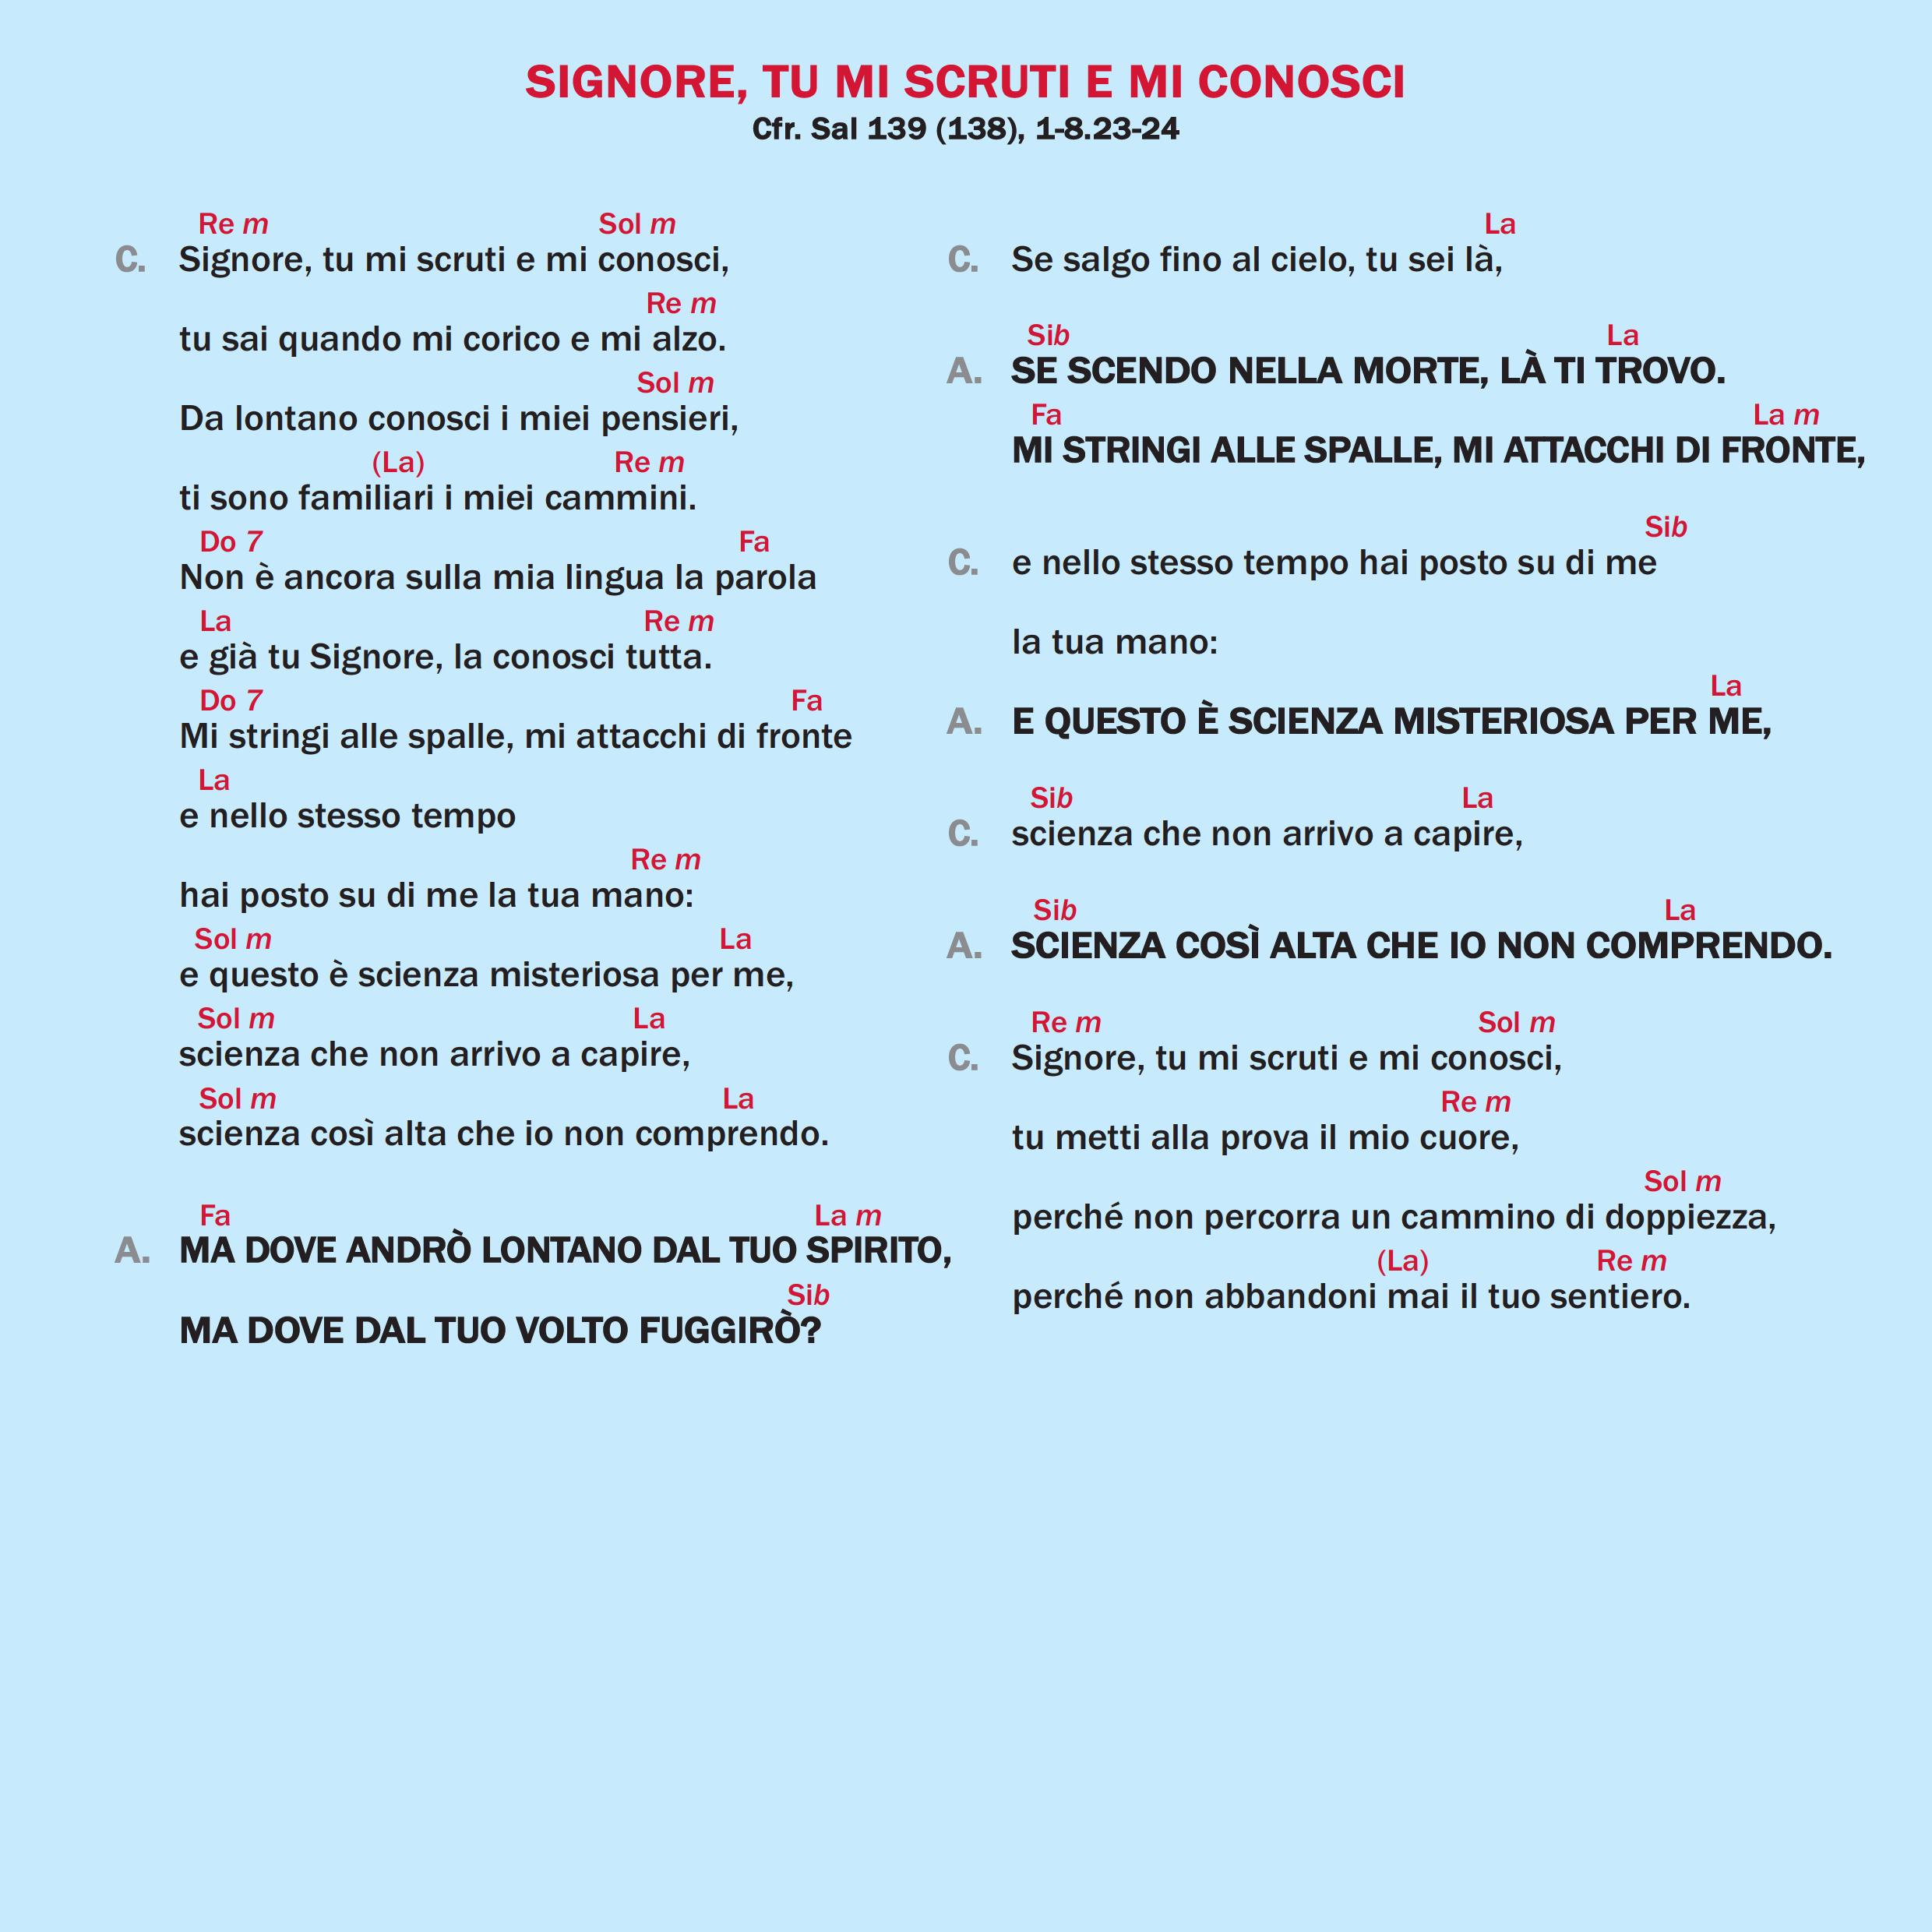 SIGNORE, TU MI SCRUTI E MI CONOSCI
Cfr. Sal 139 (138), 1-8.23-24
Re m Sol m
C. Signore, tu mi scruti e mi conosci,
Re m
tu sai quando mi corico e mi alzo.
Sol m
Da lontano conosci i miei pensieri,
(La) Re m
ti sono familiari i miei cammini.
Do 7 Fa
Non è ancora sulla mia lingua la parola
La Re m
e già tu Signore, la conosci tutta.
Do 7 Fa
Mi stringi alle spalle, mi attacchi di fronte
La
e nello stesso tempo
Re m
hai posto su di me la tua mano:
Sol m La
e questo è scienza misteriosa per me,
Sol m La
scienza che non arrivo a capire,
Sol m La
scienza così alta che io non comprendo.
Fa La m
A. MA DOVE ANDRÒ LONTANO DAL TUO SPIRITO,
Sib
MA DOVE DAL TUO VOLTO FUGGIRÒ?
La
C. Se salgo fino al cielo, tu sei là,
Sib La
A. SE SCENDO NELLA MORTE, LÀ TI TROVO.
Fa La m
MI STRINGI ALLE SPALLE, MI ATTACCHI DI FRONTE,
Sib
C. e nello stesso tempo hai posto su di me
la tua mano:
La
A. E QUESTO È SCIENZA MISTERIOSA PER ME,
Sib La
C. scienza che non arrivo a capire,
Sib La
A. SCIENZA COSÌ ALTA CHE IO NON COMPRENDO.
Re m Sol m
C. Signore, tu mi scruti e mi conosci,
Re m
tu metti alla prova il mio cuore,
Sol m
perché non percorra un cammino di doppiezza,
(La) Re m
perché non abbandoni mai il tuo sentiero.